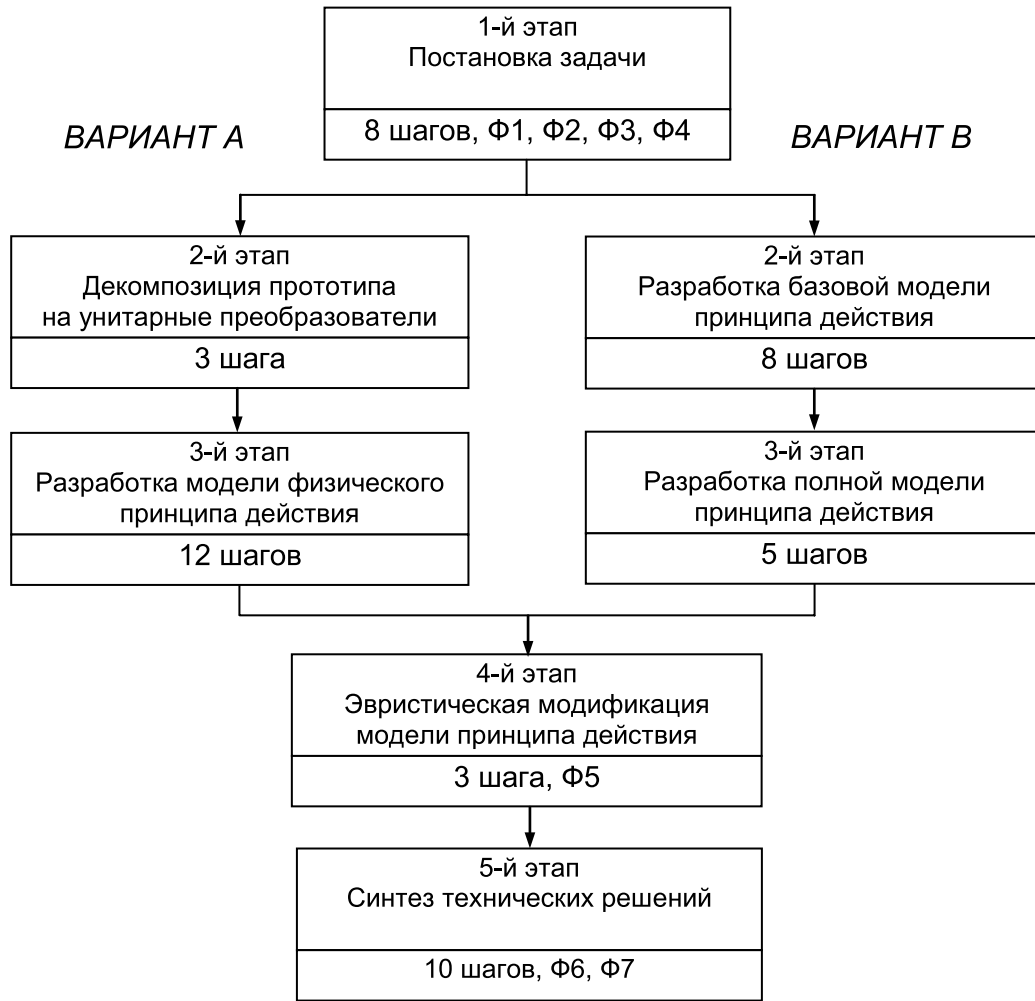 1-й этап
Постановка задачи
8 шагов, Ф1, Ф2, Ф3, Ф4
ВАРИАНТ А
ВАРИАНТ В
2-й этап
Декомпозиция прототипа
на унитарные преобразователи
3 шага
2-й этап
Разработка базовой модели
принципа действия
8 шагов
3-й этап
Разработка модели физического
принципа действия
12 шагов
3-й этап
Разработка полной модели
принципа действия
5 шагов
4-й этап
Эвристическая модификация
модели принципа действия
3 шага, Ф5
5-й этап
Синтез технических решений
10 шагов, Ф6, Ф7